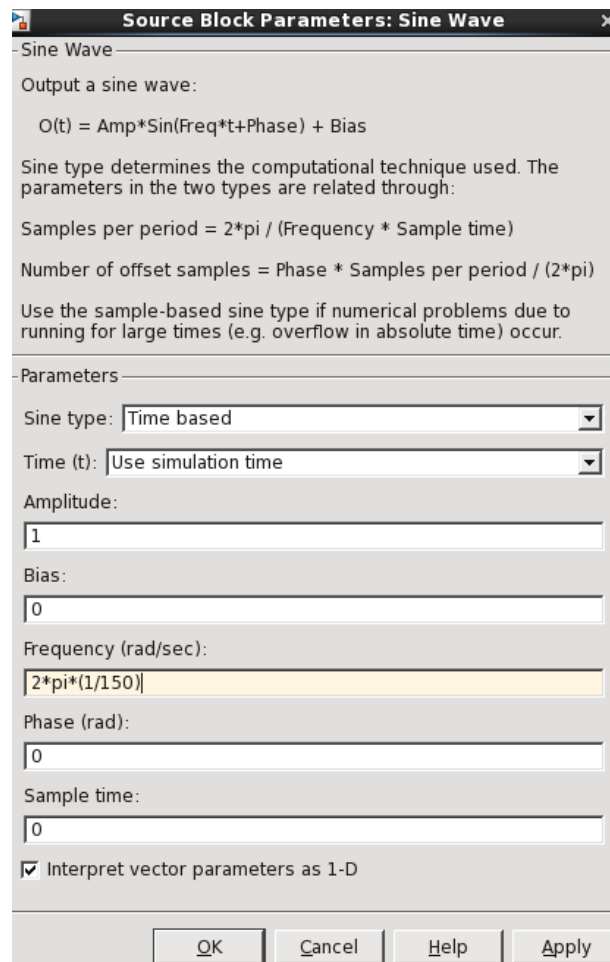 Source Block Parameters: Sine Wave
Sine Wave
Output a sine wave:
O(t) = Amp*Sin(Freq*t+Phase) + Bias
Sine type determines the computational technique used. The
parameters in the two types are related through:
Samples per period = 2*pi / (Frequency * Sample time)
Number of offset samples = Phase * Samples per period / (2*pi)
Use the sample-based sine type if numerical problems due to
running for large times (e.g. overflow in absolute time) occur.
Parameters
Sine type: Time based
Time (t): Use simulation time
Amplitude:
1
Bias:
0
Frequency (rad/sec):
2*pi*(1/150)
Phase (rad):
0
Sample time:
0
Interpret vector parameters as 1-D
OK Cancel Help Apply